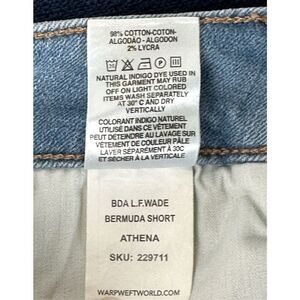 98% COTTON-COTON-
ALGODÃO - ALGODON
2% LYCRA
NATURAL INDIGO DYE USED IN
THIS GARMENT MAY RUB
OFF ON LIGHT COLORED
ITEMS WASH SEPARATELY
AT 30° C AND DRY
VERTICALLY
COLORANT INDIGO NATUREL
UTILISÉ DANS CE VÊTEMENT
PEUT DÉTEINDRE AU LAVAGE SUR
VÊTEMENT DE COULEUR PÂLE
LAVER SÉPARÉMENT À 30C
ET SÉCHER À LA VERTICALE
BDA L.F.WADE
BERMUDA SHORT
ATHENA
SKU: 229711
WARPWEFTWORLD.COM